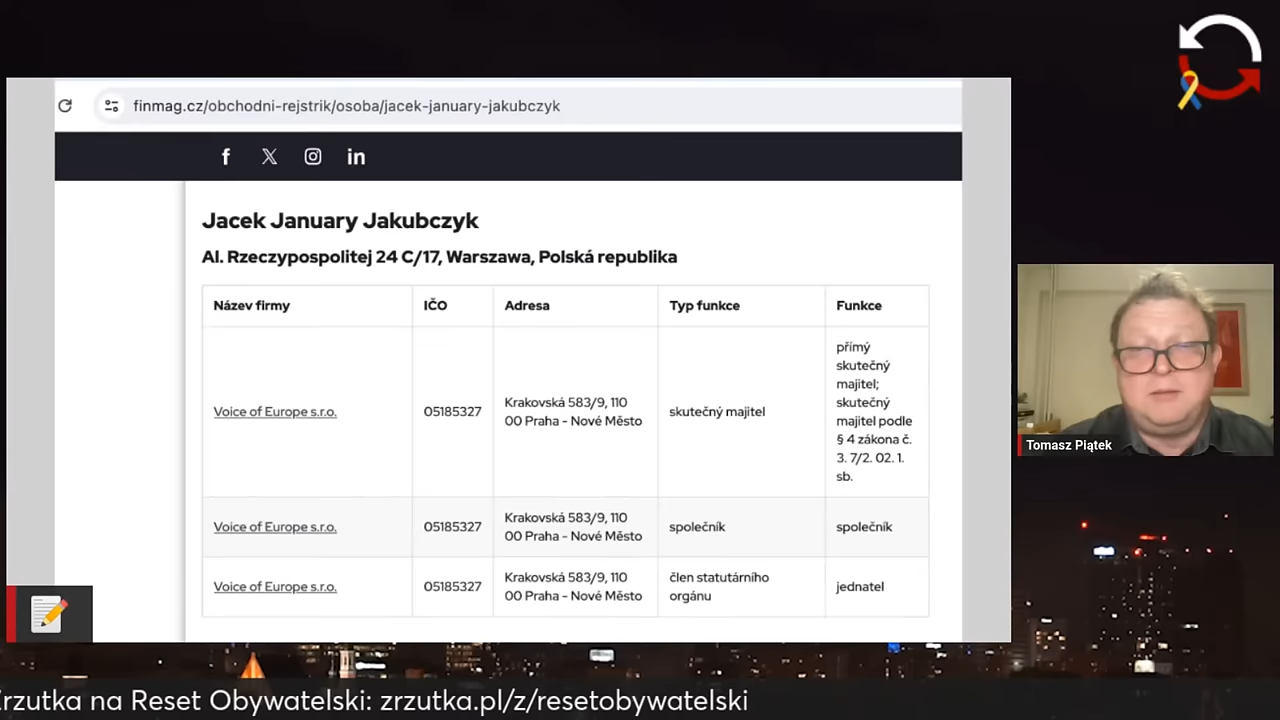 finmag.cz/obchodni-rejstrik/osoba/jacek-january-jakubczyk
f X in
Jacek January Jakubczyk
Al. Rzeczypospolitej 24 C/17, Warszawa, Polská republika
Název firmy IČO Adresa Typ funkce Funkce
přímý
skutečný
majitel;
skutečný
majitel podle
§ 4 zákona č.
3. 7/2. 02. 1.
sb.
Voice of Europe s.r.o. 05185327 Krakovská 583/9, 110
00 Praha - Nové Město skutečný majitel
Voice of Europe s.r.o. 05185327 Krakovská 583/9, 110
00 Praha - Nové Město společník společník
Voice of Europe s.r.o. 05185327 Krakovská 583/9, 110
00 Praha - Nové Město člen statutárního
orgánu jednatel
Tomasz Piątek
rzutka na Reset Obywatelski: zrzutka.pl/z/resetobywatelski